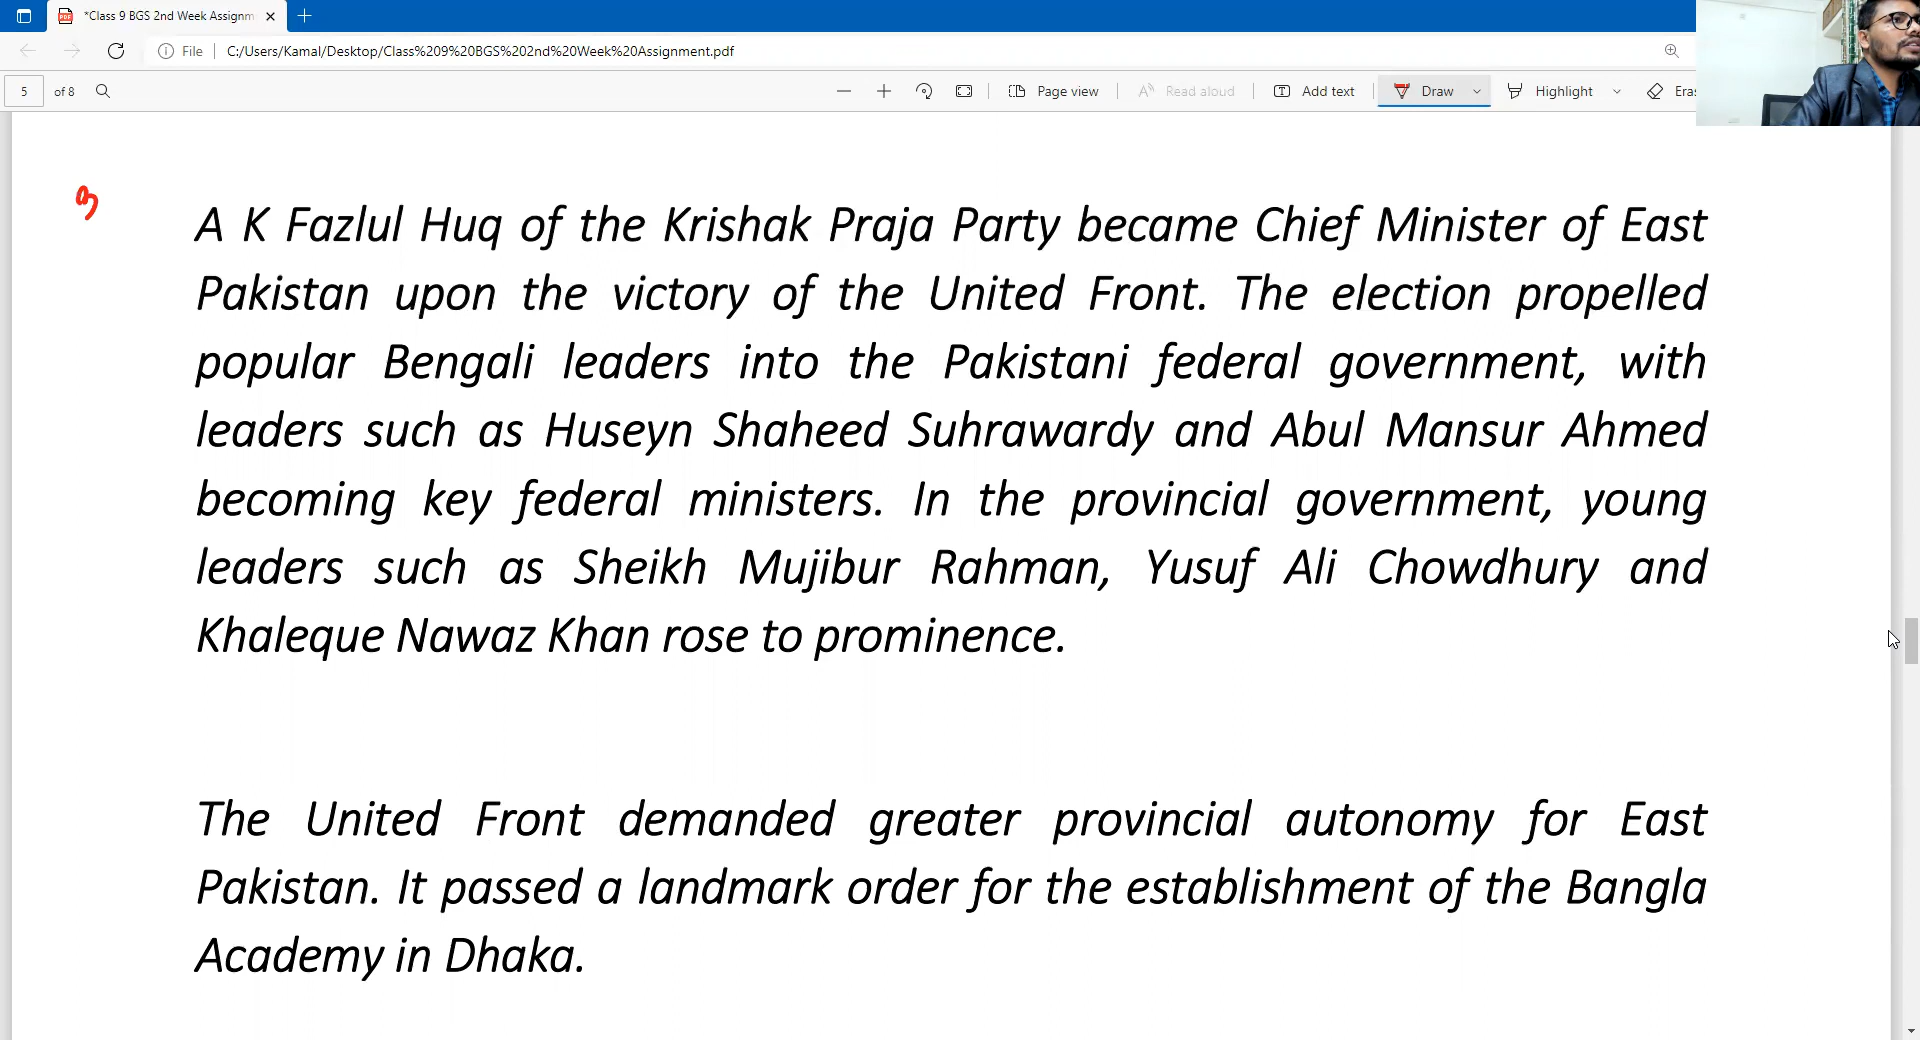 *Class 9 BGS 2nd Week Assignm
File
C:/Users/Kamal/Desktop/Class%209%20BGS%202nd%20Week%20Assignment.pdf
5 of 8
Page view
Read aloud
Add text
Draw
Highlight
Eras
A K Fazlul Huq of the Krishak Praja Party became Chief Minister of East
Pakistan upon the victory of the United Front. The election propelled
popular Bengali leaders into the Pakistani federal government, with
leaders such as Huseyn Shaheed Suhrawardy and Abul Mansur Ahmed
becoming key federal ministers. In the provincial government, young
leaders such as Sheikh Mujibur Rahman, Yusuf Ali Chowdhury and
Khaleque Nawaz Khan rose to prominence.
The United Front demanded greater provincial autonomy for East
Pakistan. It passed a landmark order for the establishment of the Bangla
Academy in Dhaka.